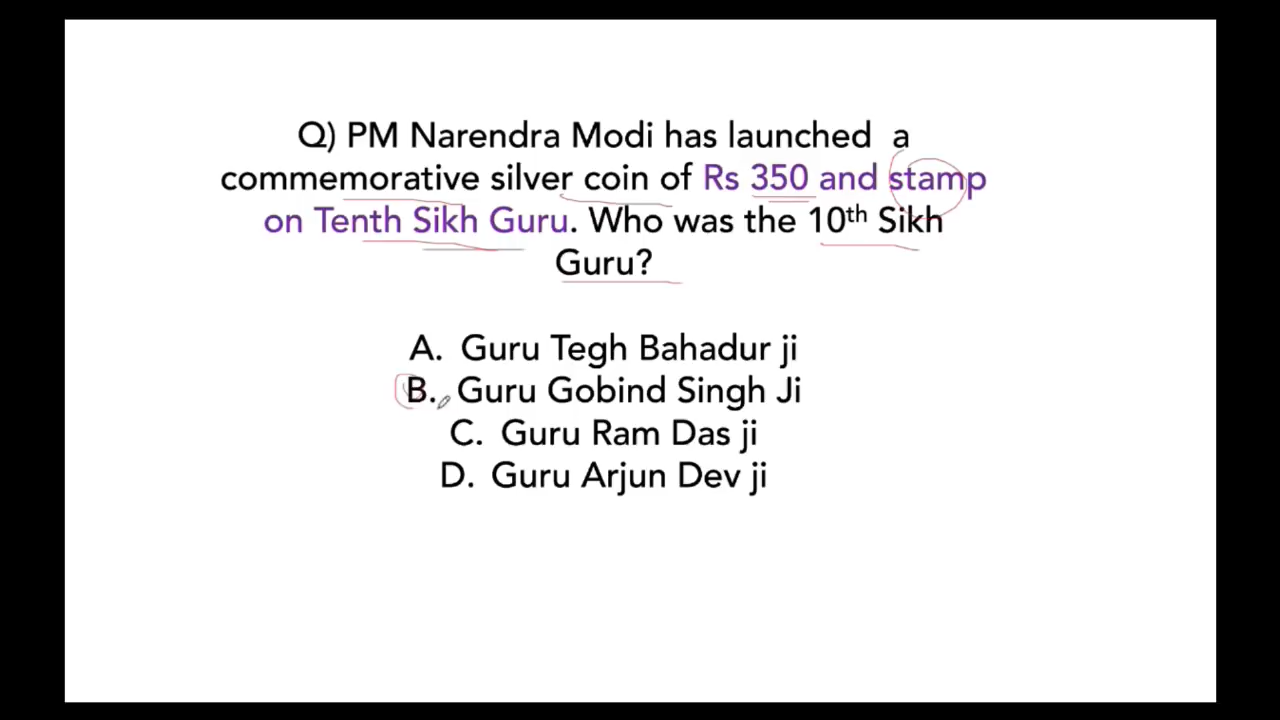 Q) PM Narendra Modi has launched a
commemorative silver coin of Rs 350 and stamp
on Tenth Sikh Guru. Who was the 10th Sikh
Guru?
A. Guru Tegh Bahadur ji
B. Guru Gobind Singh Ji
C. Guru Ram Das ji
D. Guru Arjun Dev ji